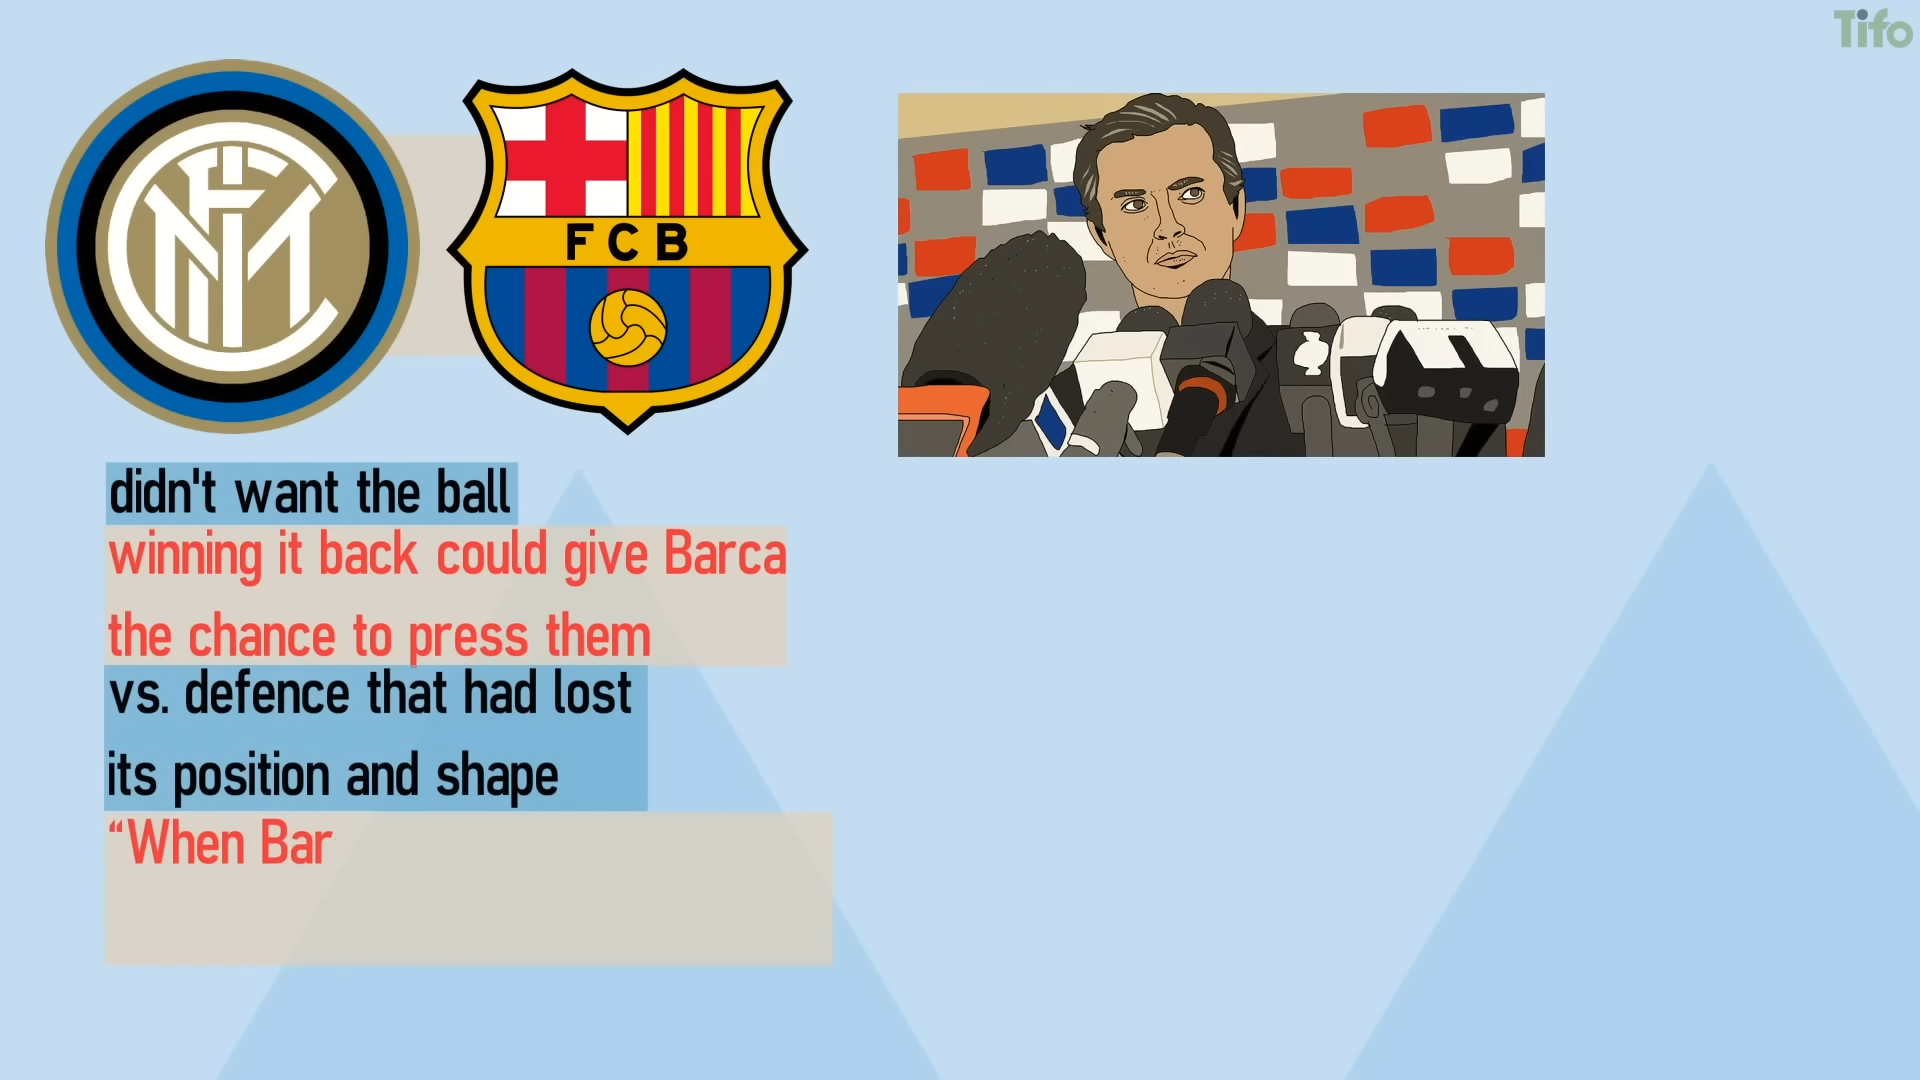 Tifo
FCB
didn't want the ball
winning it back could give Barca
the chance to press them
vs. defence that had lost
its position and shape
“When Bar